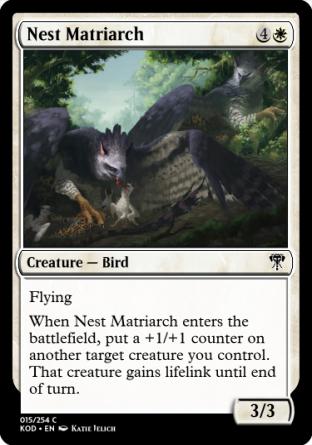 Nest Matriarch 4
Creature — Bird
Flying
When Nest Matriarch enters the
battlefield, put a +1/+1 counter on
another target creature you control.
That creature gains lifelink until end
of turn.
015/254 C
KOD • EN Katie Jelich
3/3